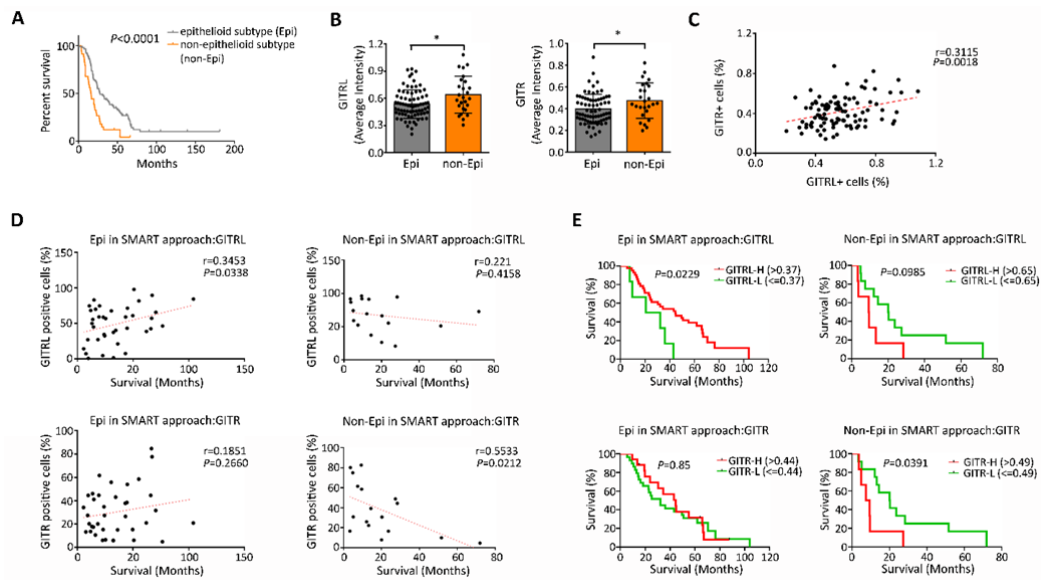 A
P<0.0001
epithelioid subtype (Epi)
non-epithelioid subtype
(non-Epi)
Percent survival
100
50
0
0
50
100
150
200
Months
B
GITRL
(Average Intensity)
1.2
0.9
0.6
0.3
0.0
*
Epi
non-Epi
GITR
(Average Intensity)
1.2
0.9
0.6
0.3
0.0
*
Epi
non-Epi
C
r=0.3115
P=0.0018
GITR+ cells (%)
1.2
0.8
0.4
0.0
0.0
0.4
0.8
1.2
GITRL+ cells (%)
D
Epi in SMART approach:GITRL
r=0.3453
P=0.0338
GITRL positive cells (%)
150
100
50
0
0
20
100
Survival (Months)
Non-Epi in SMART approach:GITRL
r=0.221
P=0.4158
GITRL positive cells (%)
150
100
20
0
0
20
40
60
80
Survival (Months)
Epi in SMART approach:GITR
r=0.1851
P=0.2660
GITR positive cells (%)
100
80
60
40
20
0
0
20
100
Survival (Months)
Non-Epi in SMART approach:GITR
r=0.5533
P=0.0212
GITR positive cells (%)
100
80
60
40
20
0
0
20
40
60
80
Survival (Months)
E
Epi in SMART approach:GITRL
P=0.0229
GITRL-H (>0.37)
GITRL-L (<=0.37)
Survival (%)
100
80
60
40
20
0
0
20
40
60
80
100
120
Survival (Months)
Non-Epi in SMART approach:GITRL
P=0.0985
GITRL-H (>0.65)
GITRL-L (<=0.65)
Survival (%)
100
80
60
40
20
0
0
20
40
60
80
Survival (Months)
Epi in SMART approach:GITR
P=0.85
GITR-H (>0.44)
GITR-L (<=0.44)
Survival (%)
100
80
60
40
20
0
0
20
40
60
80
100
120
Survival (Months)
Non-Epi in SMART approach:GITR
P=0.0391
GITR-H (>0.49)
GITR-L (<=0.49)
Survival (%)
100
80
60
40
20
0
0
20
40
60
80
Survival (Months)